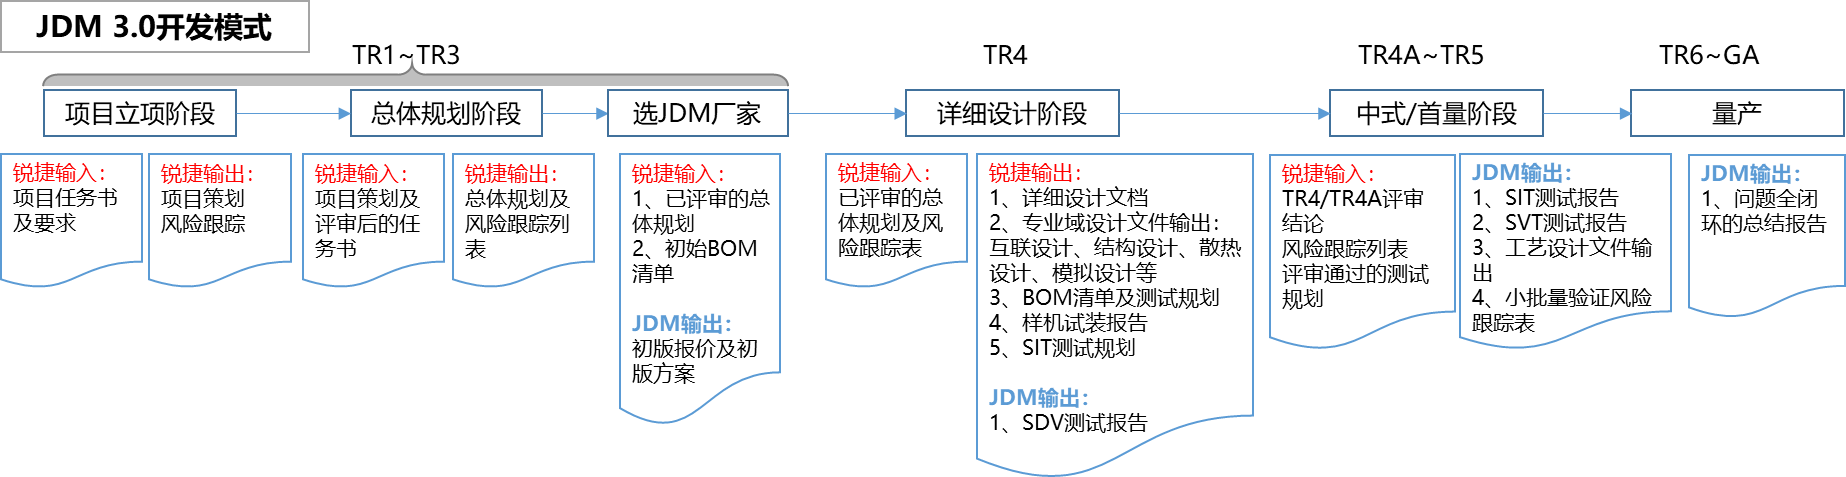 JDM 3.0开发模式
TR1~TR3
TR4
TR4A~TR5
TR6~GA
项目立项阶段
总体规划阶段
选JDM厂家
详细设计阶段
中式/首量阶段
量产
锐捷输入：
项目任务书
及要求
锐捷输出：
项目策划
风险跟踪
锐捷输入：
项目策划及
评审后的任
务书
锐捷输出：
总体规划及
风险跟踪列
表
锐捷输入：
1、已评审的总
体规划
2、初始BOM
清单
JDM输出：
初版报价及初
版方案
锐捷输入：
已评审的总
体规划及风
险跟踪表
锐捷输出：
1、详细设计文档
2、专业域设计文件输出：
互联设计、结构设计、散热
设计、模拟设计等
3、BOM清单及测试规划
4、样机试装报告
5、SIT测试规划
JDM输出：
1、SDV测试报告
锐捷输入：
TR4/TR4A评审
结论
风险跟踪列表
评审通过的测试
规划
JDM输出：
1、SIT测试报告
2、SVT测试报告
3、工艺设计文件输
出
4、小批量验证风险
跟踪表
JDM输出：
1、问题全闭
环的总结报告